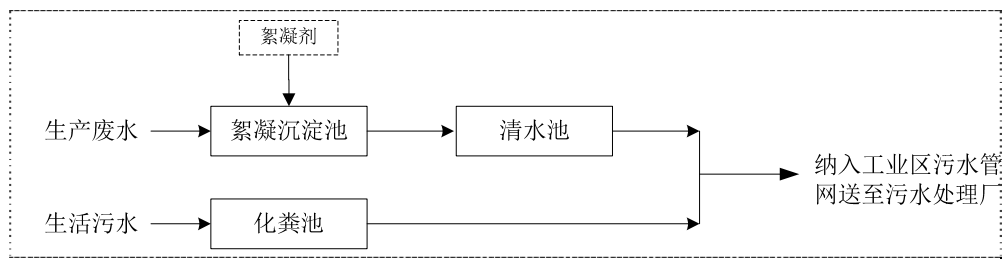 絮凝剂
生产废水
絮凝沉淀池
清水池
纳入工业区污水管
网送至污水处理厂
生活污水
化粪池